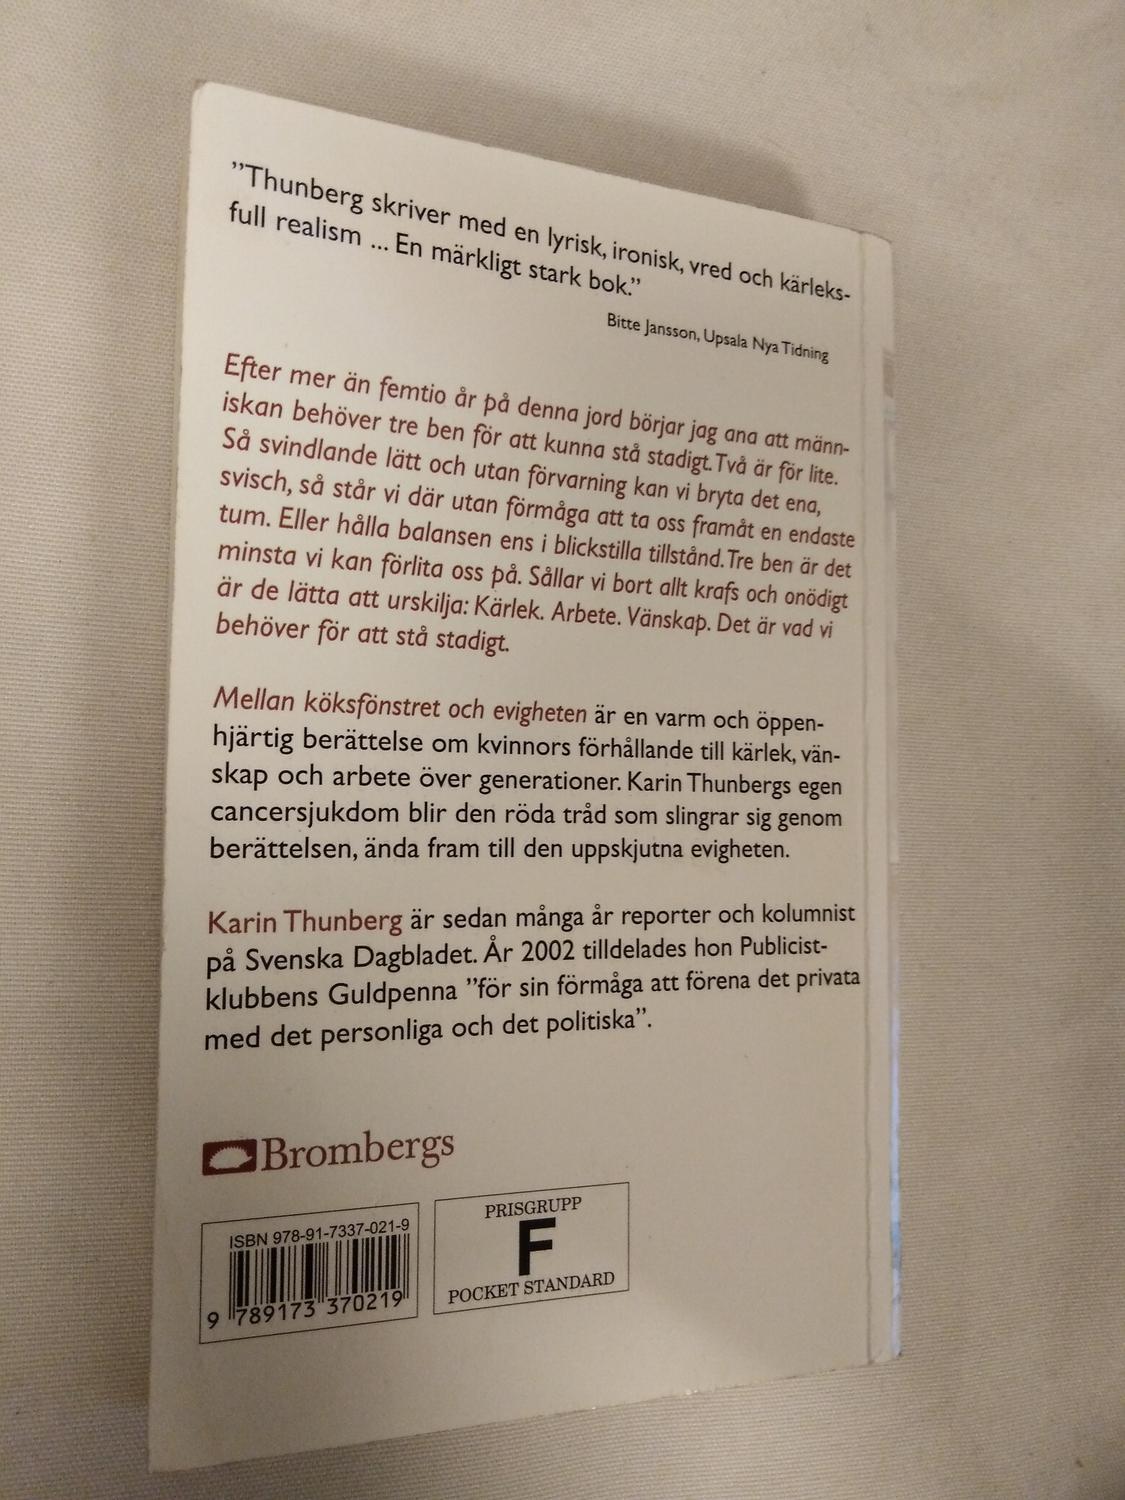 ”Thunberg skriver med en lyrisk, ironisk, vred och kärleks-
full realism ... En märkligt stark bok.”
Bitte Jansson, Upsala Nya Tidning
Efter mer än femtio år på denna jord börjar jag ana att männ-
iskan behöver tre ben för att kunna stå stadigt. Två är för lite.
Så svindlande lätt och utan förvarning kan vi bryta det ena,
svisch, så står vi där utan förmåga att ta oss framåt en endaste
tum. Eller hålla balansen ens i blickstilla tillstånd. Tre ben är det
minsta vi kan förlita oss på. Sållar vi bort allt krafs och onödigt
är de lätta att urskilja: Kärlek. Arbete. Vänskap. Det är vad vi
behöver för att stå stadigt.
Mellan köksfönstret och evigheten är en varm och öppen-
hjärtig berättelse om kvinnors förhållande till kärlek, vän-
skap och arbete över generationer. Karin Thunbergs egen
cancersjukdom blir den röda tråd som slingrar sig genom
berättelsen, ända fram till den uppskjutna evigheten.
Karin Thunberg är sedan många år reporter och kolumnist
på Svenska Dagbladet. År 2002 tilldelades hon Publicist-
klubbens Guldpenna ”för sin förmåga att förena det privata
med det personliga och det politiska”.
Brombergs
ISBN 978-91-7337-021-9
9 789173 370219
PRISGRUPP
F
POCKET STANDARD